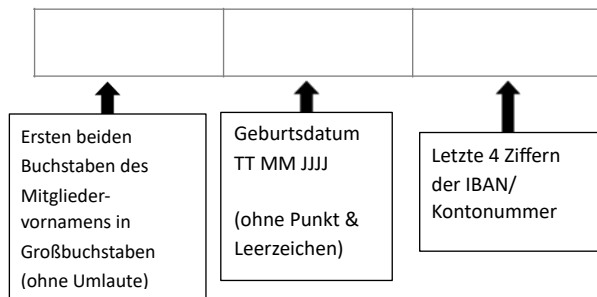 Ersten beiden
Buchstaben des
Mitglieder-
vornamens in
Großbuchstaben
(ohne Umlaute)
Geburtsdatum
TT MM JJJJ
(ohne Punkt &
Leerzeichen)
Letzte 4 Ziffern
der IBAN/
Kontonummer